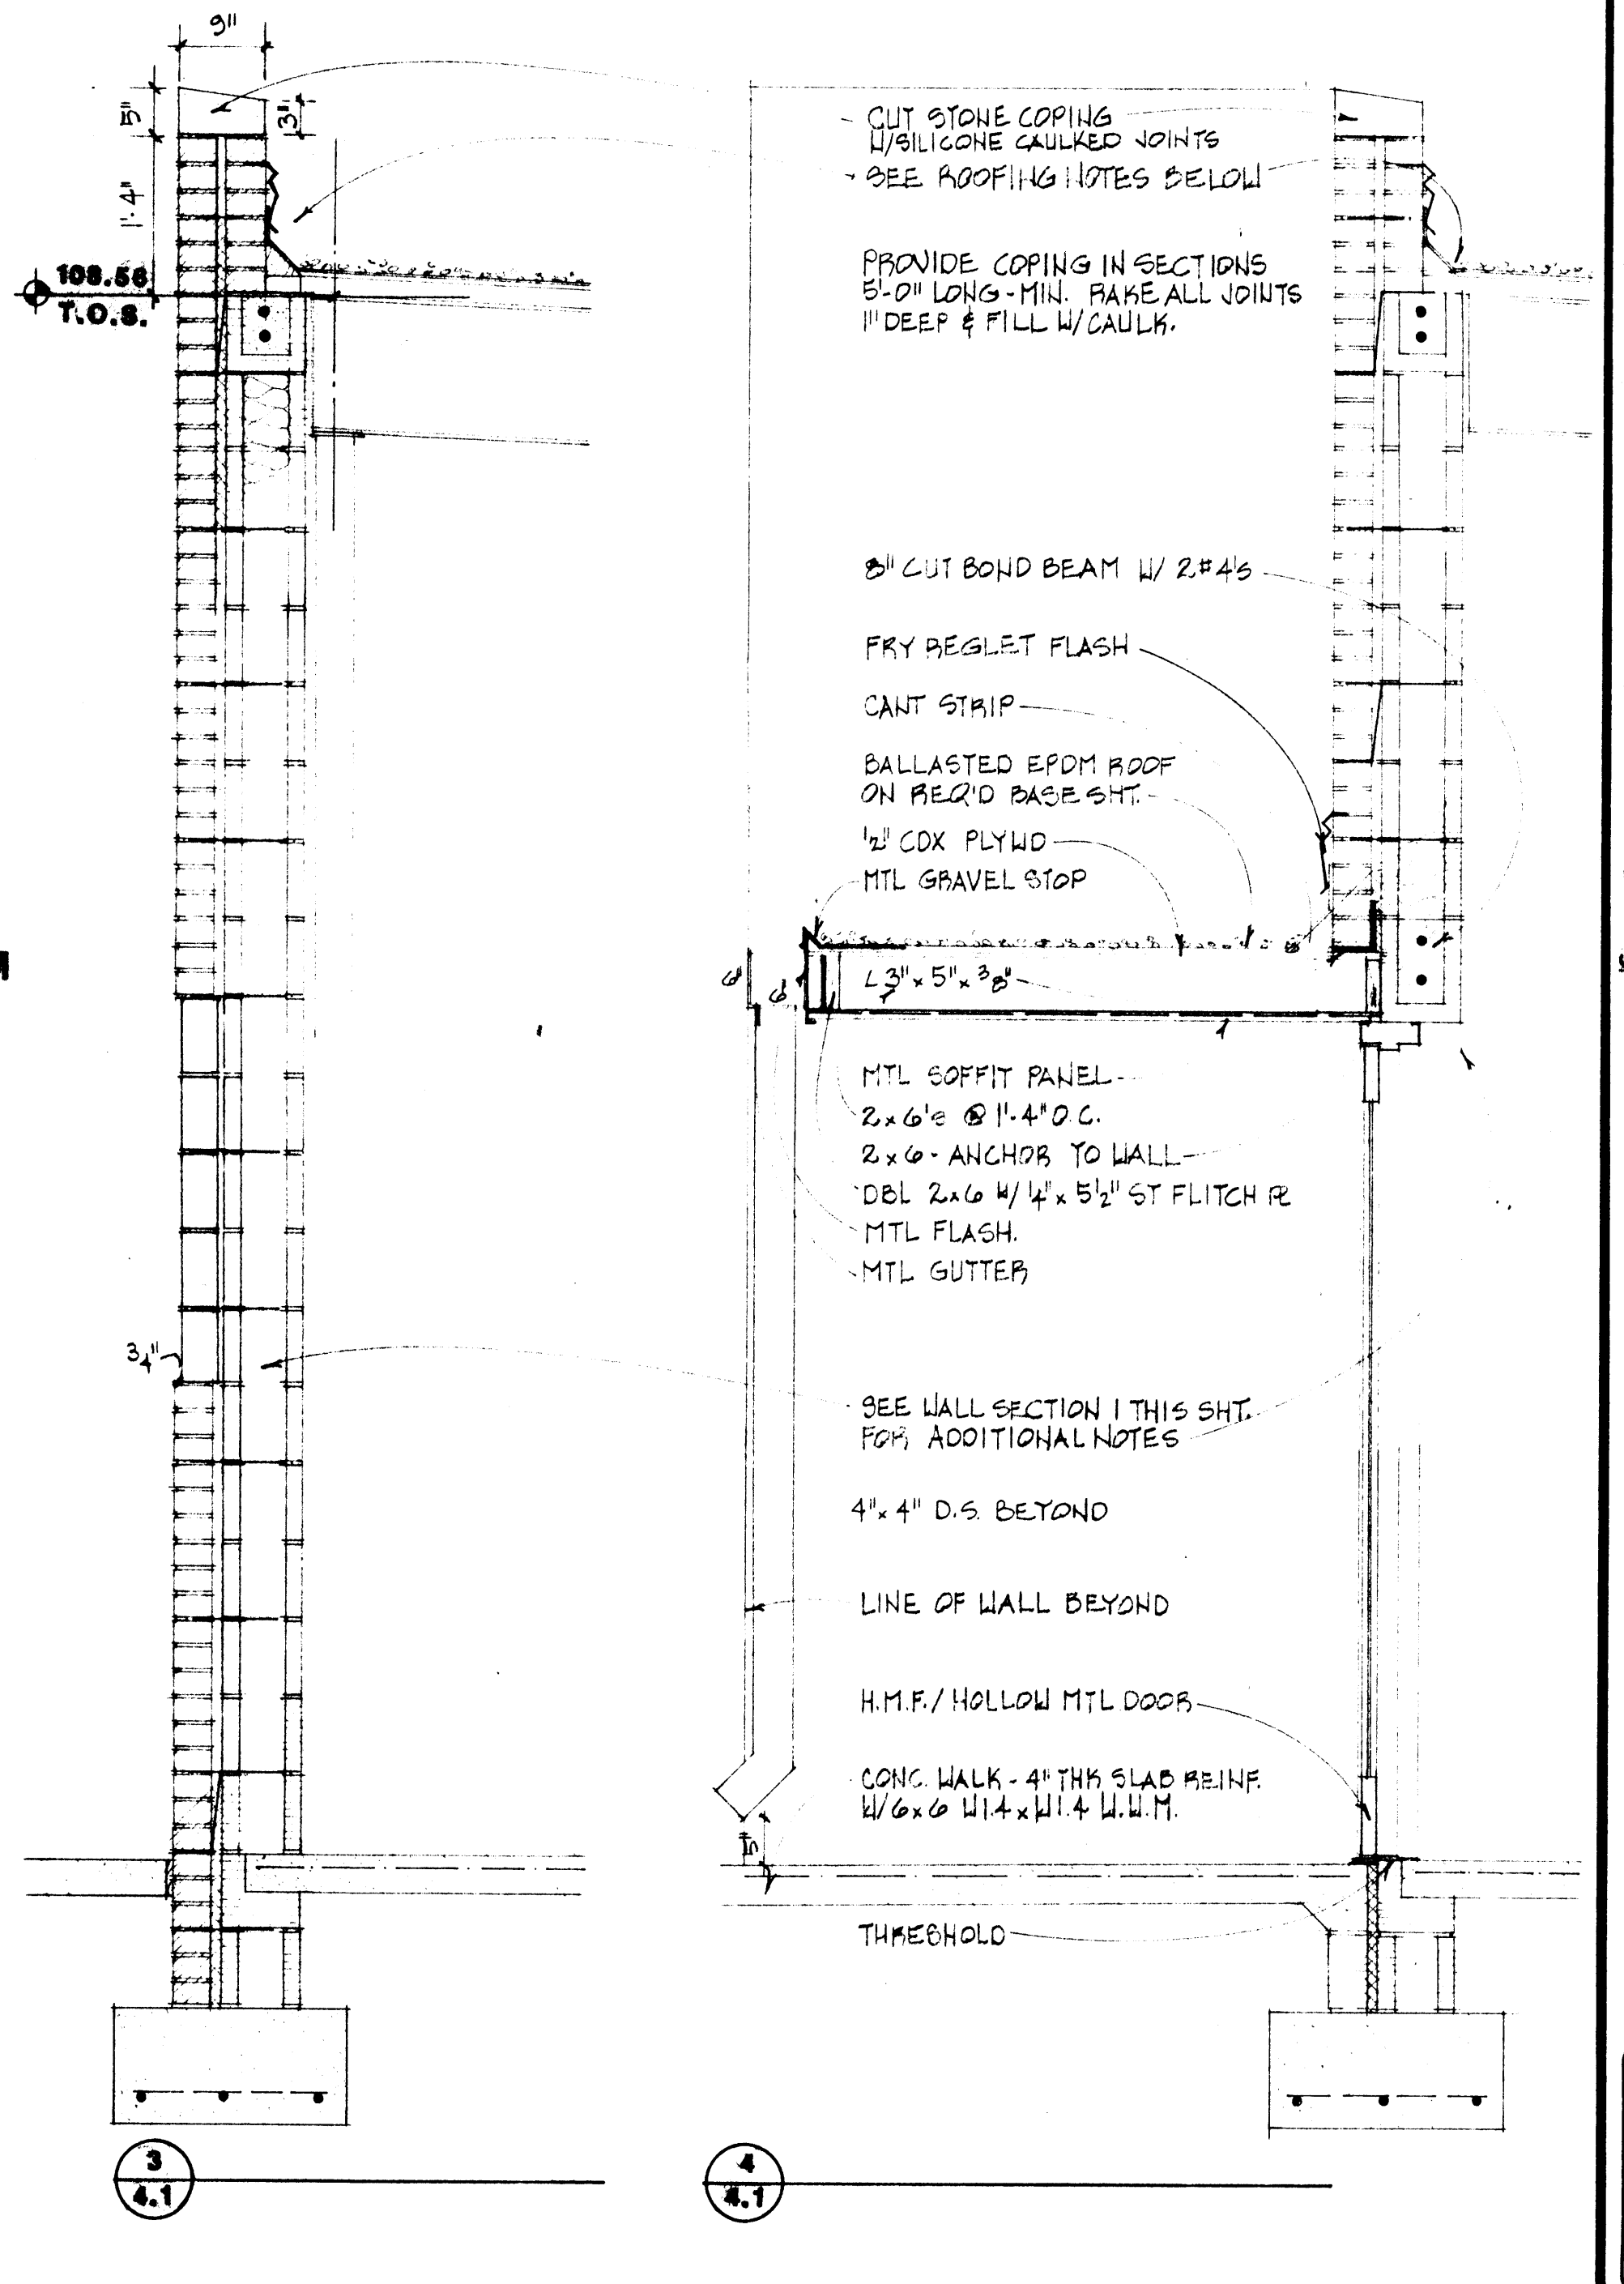 9"
5"
3"
1'-4"
108.56
T.O.S.
CUT STONE COPING
W/SILICONE CAULKED JOINTS
SEE ROOFING NOTES BELOW
PROVIDE COPING IN SECTIONS
5'-0" LONG-MIN. RAKE ALL JOINTS
1" DEEP & FILL W/CAULK.
8" CUT BOND BEAM W/ 2#4's
FRY REGLET FLASH
CANT STRIP
BALLASTED EPDM ROOF
ON REQ'D BASE SHT.
1/2" CDX PLYWD
MTL GRAVEL STOP
6"
6"
L 3" x 5" x 3/8"
MTL SOFFIT PANEL
2x6's @ 1'-4" O.C.
2x6 - ANCHOR TO WALL
DBL 2x6 W/ 1/4" x 5 1/2" ST FLITCH PL
MTL FLASH.
MTL GUTTER
3/4"
SEE WALL SECTION 1 THIS SHT.
FOR ADDITIONAL NOTES
4" x 4" D.S. BEYOND
LINE OF WALL BEYOND
H.M.F./ HOLLOW MTL DOOR
CONC. WALK - 4" THK SLAB REINF.
W/6x6 W1.4 x W1.4 W.W.M.
THRESHOLD
3
4.1
4
4.1